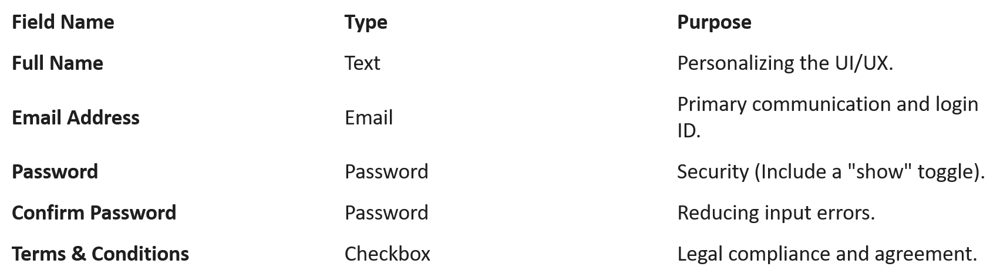 Field Name Type Purpose
Full Name Text Personalizing the UI/UX.
Email Address Email Primary communication and login
ID.
Password Password Security (Include a "show" toggle).
Confirm Password Password Reducing input errors.
Terms & Conditions Checkbox Legal compliance and agreement.